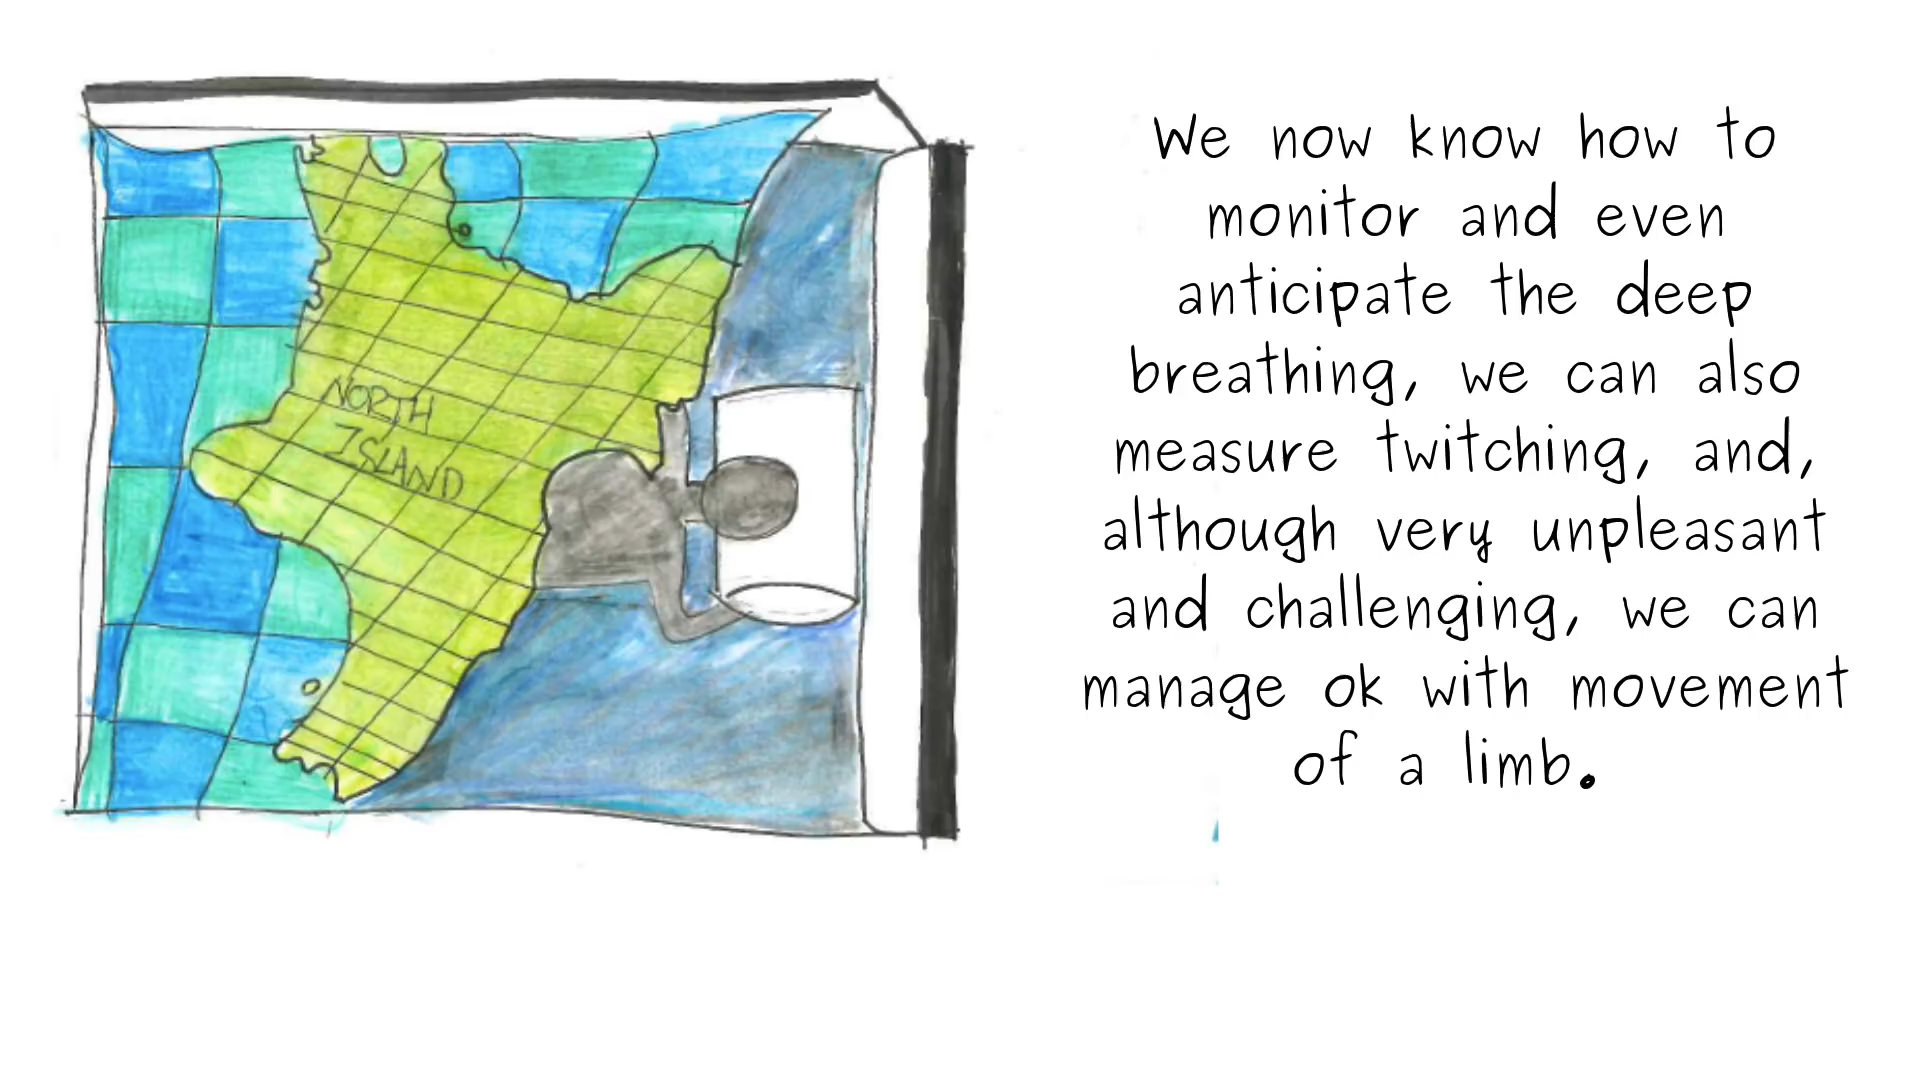 NORTH
ISLAND
We now know how to
monitor and even
anticipate the deep
breathing, we can also
measure twitching, and,
although very unpleasant
and challenging, we can
manage ok with movement
of a limb.